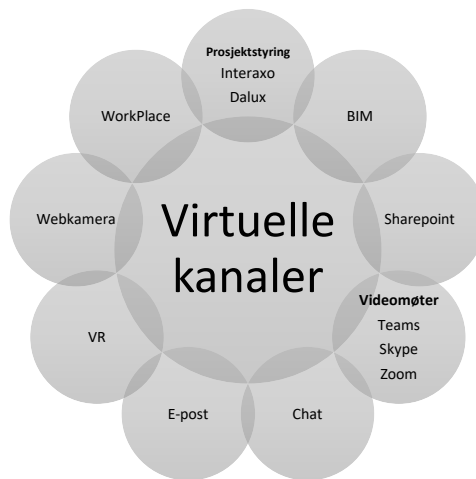 Prosjektstyring
Interaxo
Dalux
WorkPlace
BIM
Webkamera
Virtuelle
kanaler
Sharepoint
Videomøter
Teams
Skype
Zoom
VR
E-post
Chat